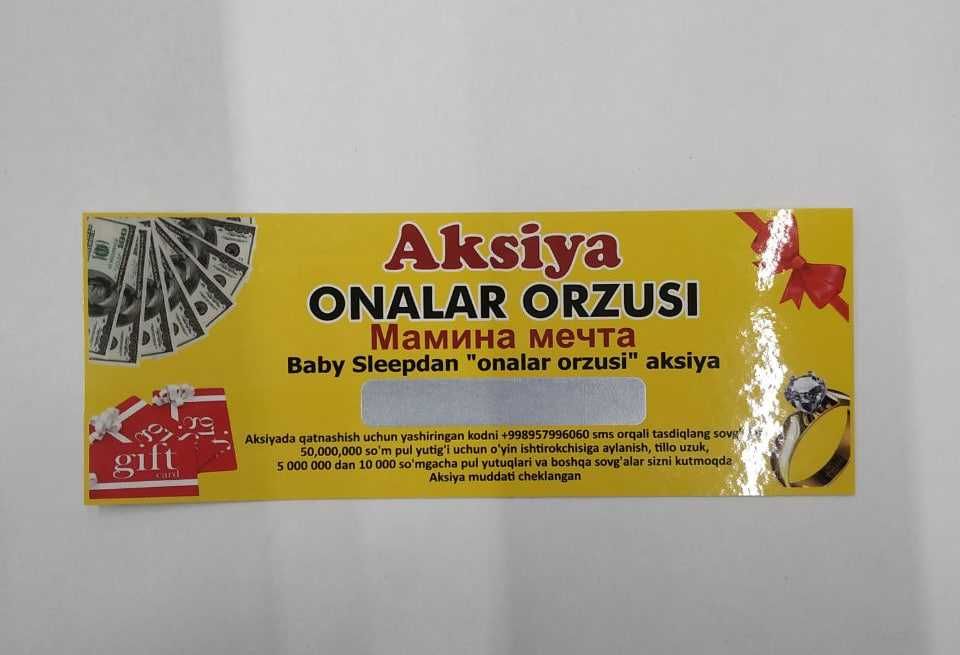 Aksiya
ONALAR ORZUSI
Мамина мечта
Baby Sleepdan "onalar orzusi" aksiya
Aksiyada qatnashish uchun yashiringan kodni +998957996060 sms orqali tasdiqlang
50,000,000 so'm pul yutig'i uchun o'yin ishtirokchisiga aylanish, tillo uzuk,
5 000 000 dan 10 000 so'mgacha pul yutuqlari va boshqa sovg'alar sizni kutmoqda
Aksiya muddati cheklangan
gift
card
100